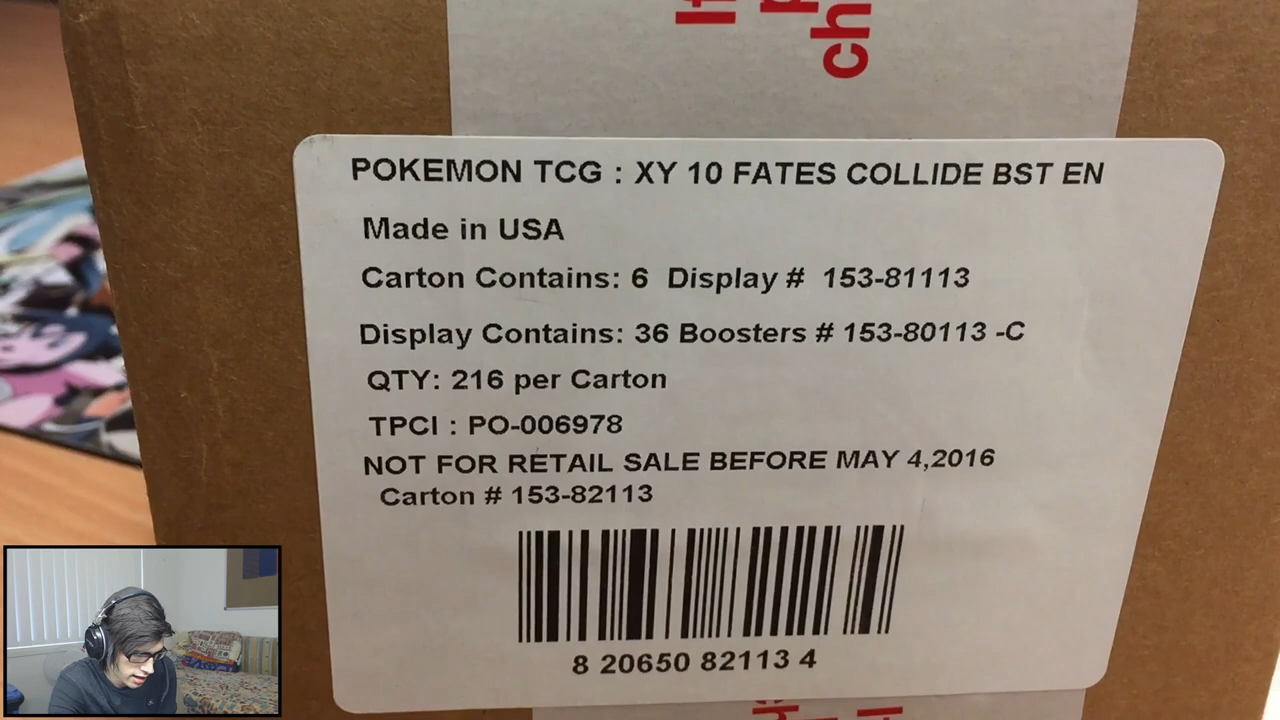 ch
POKEMON TCG : XY 10 FATES COLLIDE BST EN
Made in USA
Carton Contains: 6 Display # 153-81113
Display Contains: 36 Boosters # 153-80113 -C
QTY: 216 per Carton
TPCI : PO-006978
NOT FOR RETAIL SALE BEFORE MAY 4,2016
Carton # 153-82113
8 20650 82113 4